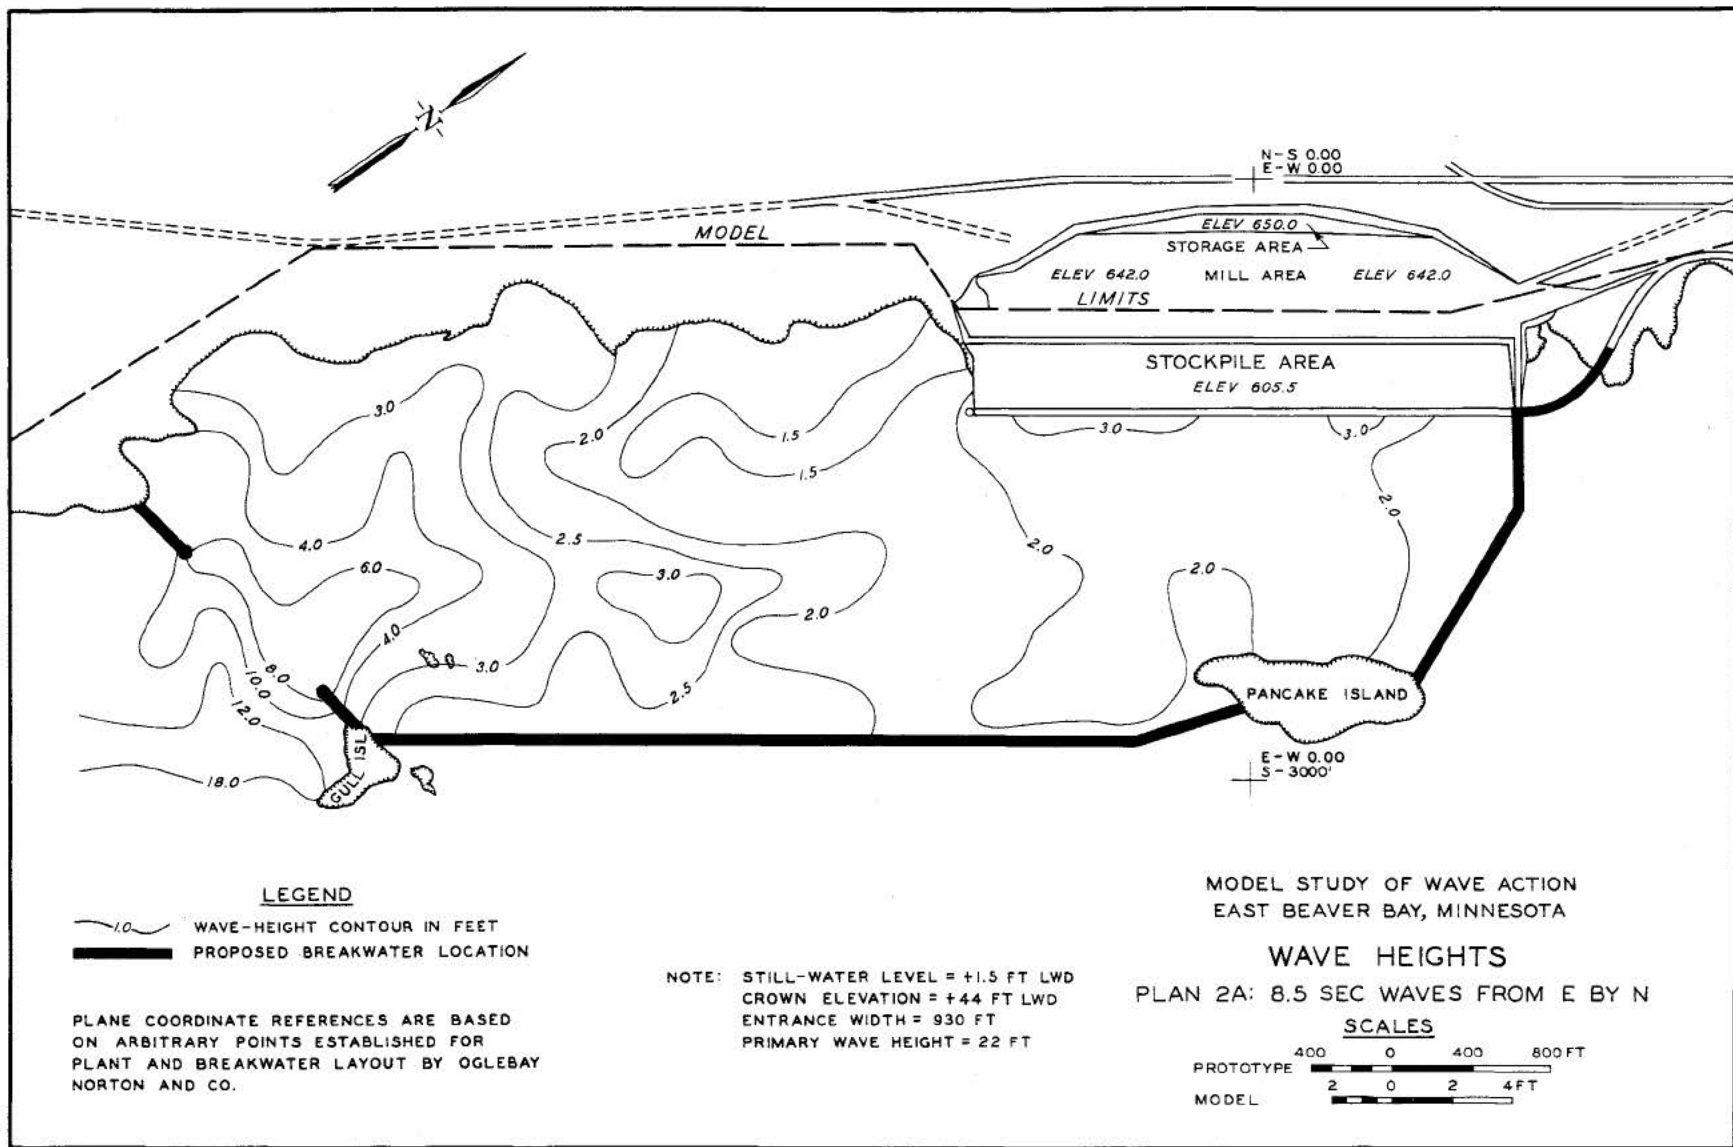 N
N-S 0.00
E-W 0.00
MODEL
ELEV 650.0
STORAGE AREA
ELEV 642.0
MILL AREA
ELEV 642.0
LIMITS
STOCKPILE AREA
ELEV 605.5
3.0
3.0
3.0
2.0
1.5
1.5
2.0
4.0
2.5
2.0
6.0
3.0
2.0
2.0
4.0
3.0
8.0
10.0
12.0
2.5
18.0
GULL ISL
PANCAKE ISLAND
E-W 0.00
S-3000'
LEGEND
1.0 WAVE-HEIGHT CONTOUR IN FEET
PROPOSED BREAKWATER LOCATION
PLANE COORDINATE REFERENCES ARE BASED
ON ARBITRARY POINTS ESTABLISHED FOR
PLANT AND BREAKWATER LAYOUT BY OGLEBAY
NORTON AND CO.
NOTE: STILL-WATER LEVEL = +1.5 FT LWD
CROWN ELEVATION = +44 FT LWD
ENTRANCE WIDTH = 930 FT
PRIMARY WAVE HEIGHT = 22 FT
MODEL STUDY OF WAVE ACTION
EAST BEAVER BAY, MINNESOTA
WAVE HEIGHTS
PLAN 2A: 8.5 SEC WAVES FROM E BY N
SCALES
400 0 400 800 FT
PROTOTYPE
2 0 2 4 FT
MODEL